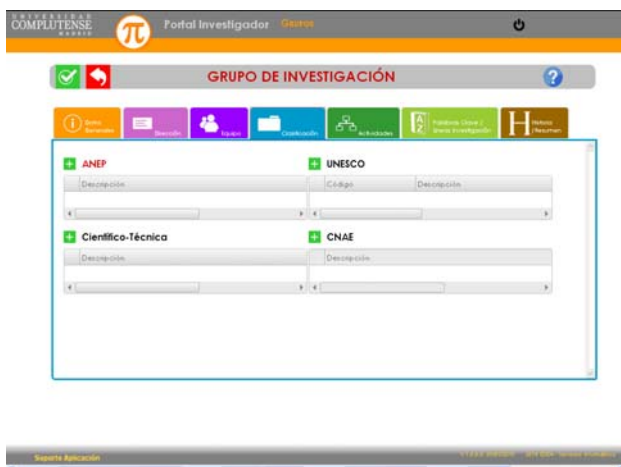 UNIVERSIDAD
COMPLUTENSE
MADRID
π
Portal Investigador
Grupos
GRUPO DE INVESTIGACIÓN
?
Datos
Generales
Dirección
Equipo
Clasificación
Actividades
A
Z
Palabras Clave /
Líneas Investigación
H
Historia
/Resumen
ANEP
UNESCO
Descripción
Código
Descripción
Científico-Técnica
CNAE
Descripción
Descripción
Soporte Aplicación